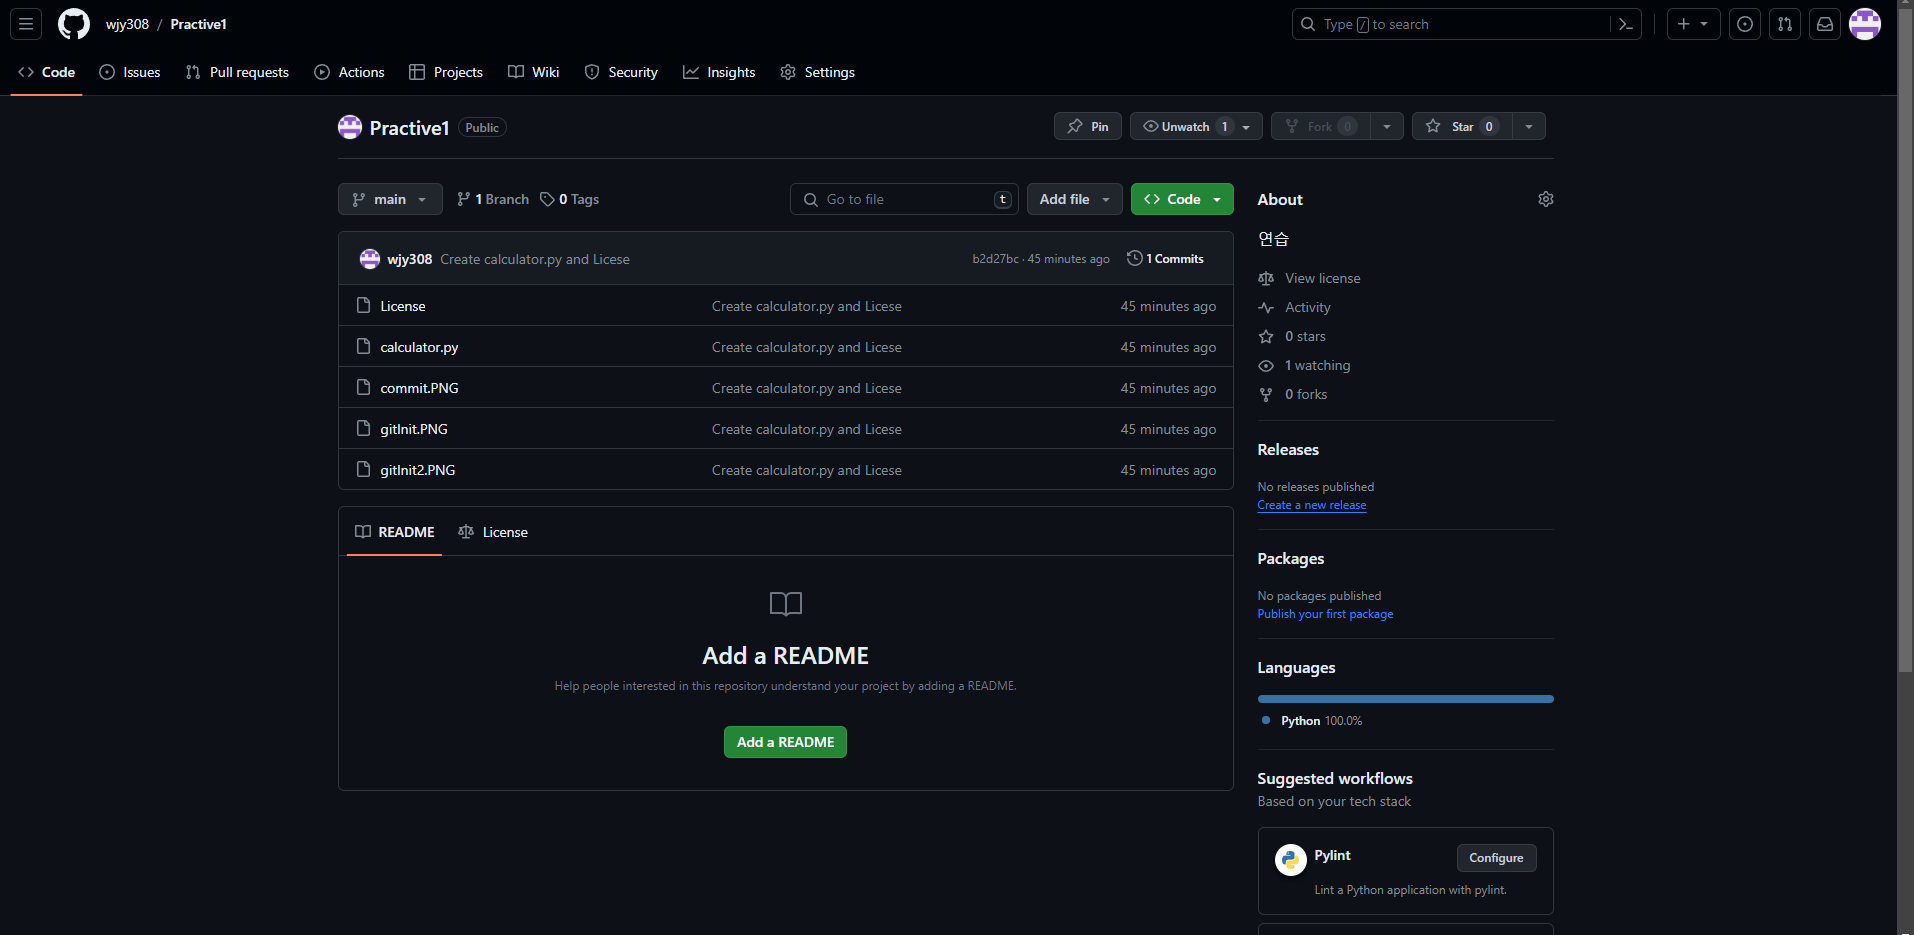 wjy308 / Practive1
Type / to search
Code Issues Pull requests Actions Projects Wiki Security Insights Settings
Practive1 Public
Pin Unwatch 1 Fork 0 Star 0
main 1 Branch 0 Tags Go to file t Add file Code
wjy308 Create calculator.py and Licese b2d27bc · 45 minutes ago 1 Commits
License Create calculator.py and Licese 45 minutes ago
calculator.py Create calculator.py and Licese 45 minutes ago
commit.PNG Create calculator.py and Licese 45 minutes ago
gitInit.PNG Create calculator.py and Licese 45 minutes ago
gitInit2.PNG Create calculator.py and Licese 45 minutes ago
README License
Add a README
Help people interested in this repository understand your project by adding a README.
Add a README
About
연습
View license
Activity
0 stars
1 watching
0 forks
Releases
No releases published
Create a new release
Packages
No packages published
Publish your first package
Languages
Python 100.0%
Suggested workflows
Based on your tech stack
Pylint Configure
Lint a Python application with pylint.